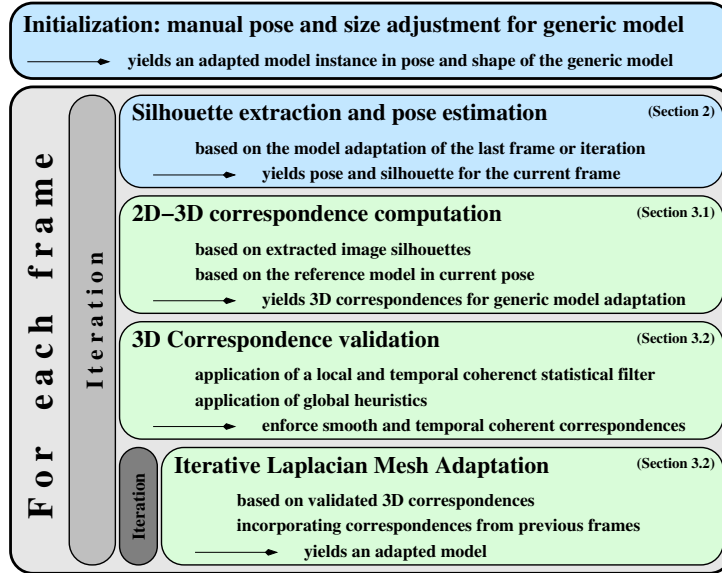 Initialization: manual pose and size adjustment for generic model
yields an adapted model instance in pose and shape of the generic model
For each frame
Iteration
Silhouette extraction and pose estimation (Section 2)
based on the model adaptation of the last frame or iteration
yields pose and silhouette for the current frame
2D−3D correspondence computation (Section 3.1)
based on extracted image silhouettes
based on the reference model in current pose
yields 3D correspondences for generic model adaptation
3D Correspondence validation (Section 3.2)
application of a local and temporal coherenct statistical filter
application of global heuristics
enforce smooth and temporal coherent correspondences
Iteration
Iterative Laplacian Mesh Adaptation (Section 3.2)
based on validated 3D correspondences
incorporating correspondences from previous frames
yields an adapted model